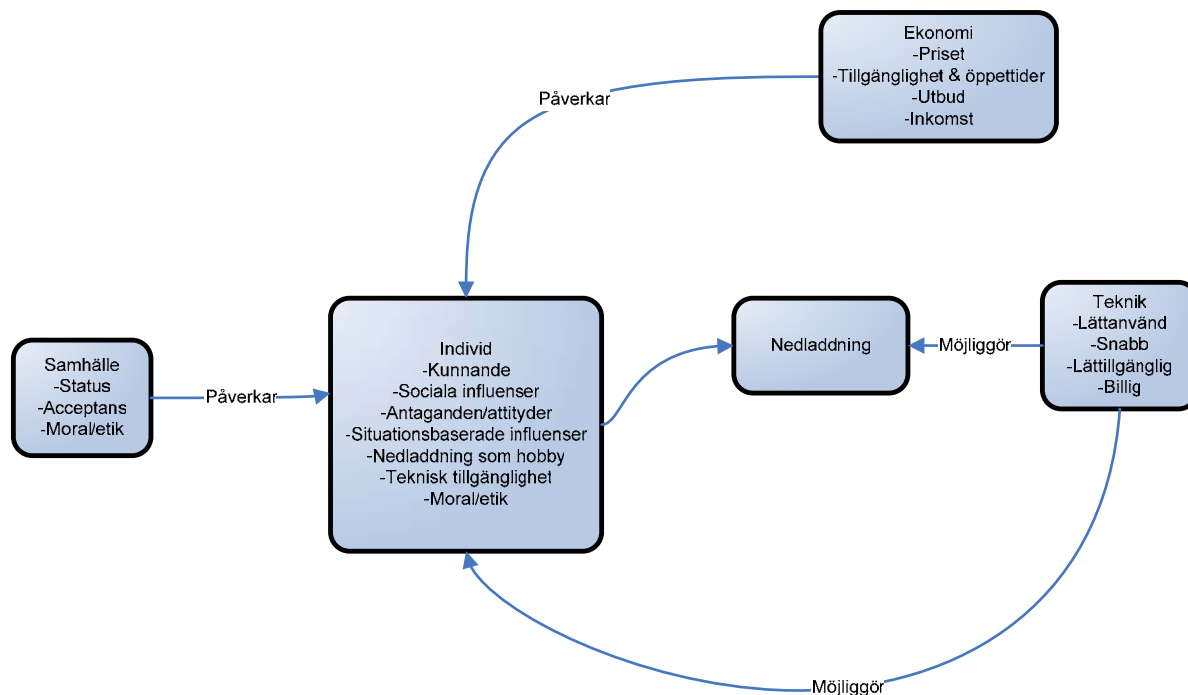 Ekonomi
-Priset
-Tillgänglighet & öppettider
-Utbud
-Inkomst
Påverkar
Samhälle
-Status
-Acceptans
-Moral/etik
Påverkar
Individ
-Kunnande
-Sociala influenser
-Antaganden/attityder
-Situationsbaserade influenser
-Nedladdning som hobby
-Teknisk tillgänglighet
-Moral/etik
Nedladdning
Möjliggör
Teknik
-Lättanvänd
-Snabb
-Lättillgänglig
-Billig
Möjliggör